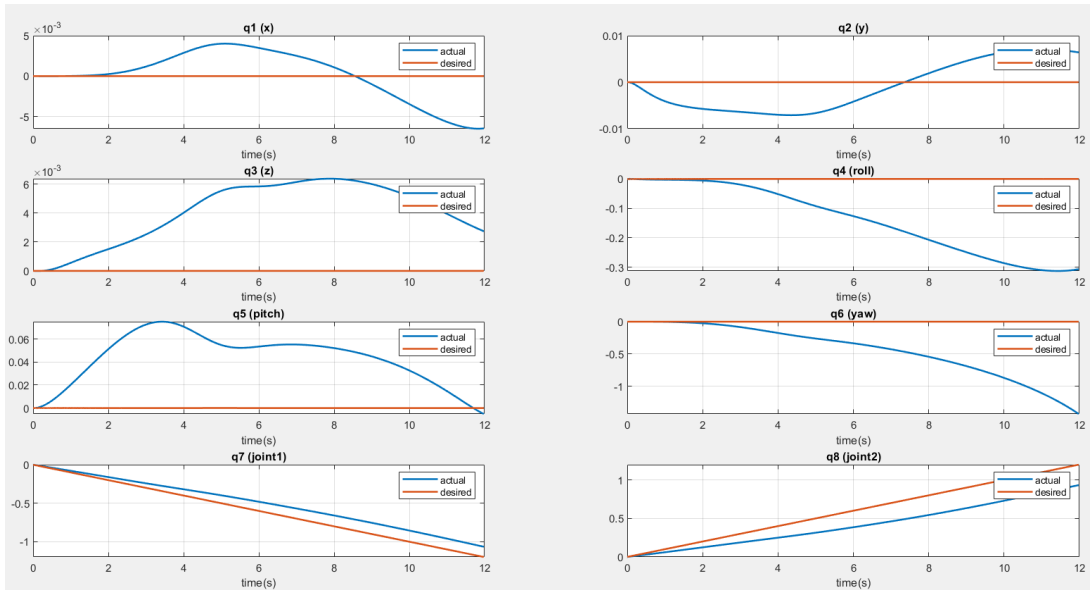 q1 (x)
×10⁻³
5
0
-5
actual
desired
0 2 4 6 8 10 12
time(s)
q2 (y)
0.01
0
-0.01
actual
desired
0 2 4 6 8 10 12
time(s)
q3 (z)
×10⁻³
6
4
2
0
actual
desired
0 2 4 6 8 10 12
time(s)
q4 (roll)
0
-0.1
-0.2
-0.3
actual
desired
0 2 4 6 8 10 12
time(s)
q5 (pitch)
0.06
0.04
0.02
0
actual
desired
0 2 4 6 8 10 12
time(s)
q6 (yaw)
0
-0.5
-1
actual
desired
0 2 4 6 8 10 12
time(s)
q7 (joint1)
0
-0.5
-1
actual
desired
0 2 4 6 8 10 12
time(s)
q8 (joint2)
1
0.5
0
actual
desired
0 2 4 6 8 10 12
time(s)